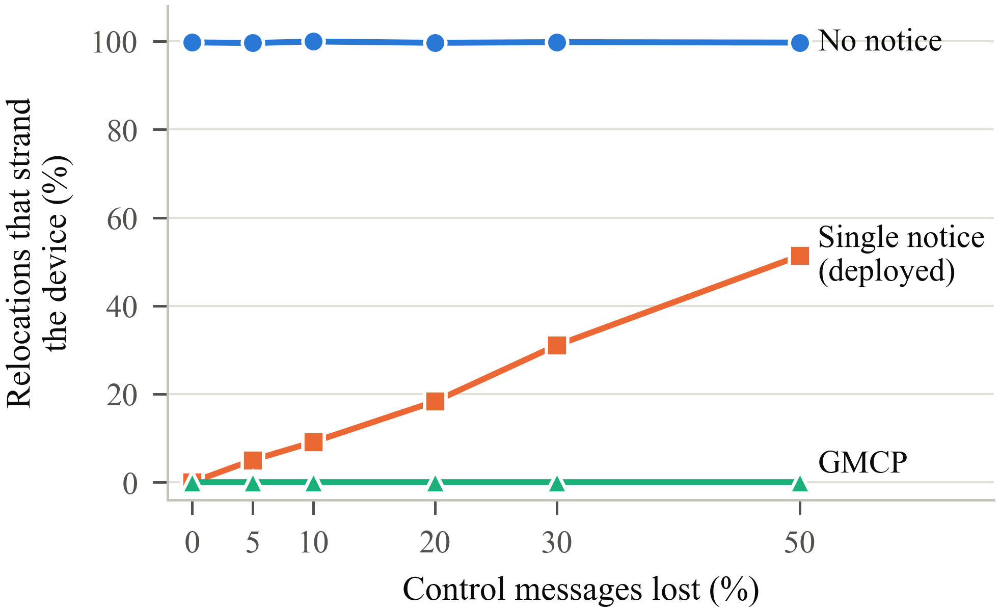 Relocations that strand
the device (%)
100
80
60
40
20
0
No notice
Single notice
(deployed)
GMCP
0 5 10 20 30 50
Control messages lost (%)